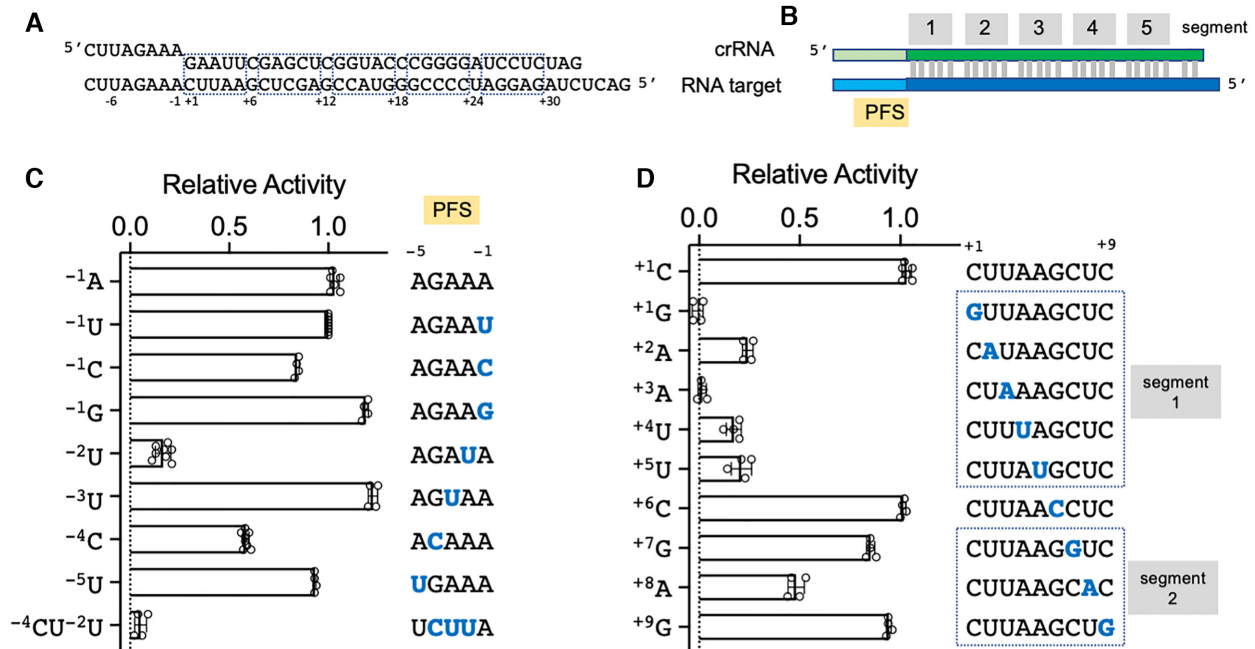 A
5′CUUAGAAA
GAAUUCGAGCUCGGUACCCGGGGAUCCUCUAG
CUUAGAAACUUAAGCUCGAGCCAUGGGCCCCUAGGAGAUCUCAG 5′
-6 -1 +1 +6 +12 +18 +24 +30
B
1 2 3 4 5 segment
crRNA 5′
RNA target 5′
PFS
C
Relative Activity
PFS
0.0 0.5 1.0
−5 −1
−1A AGAAA
−1U AGAAU
−1C AGAAC
−1G AGAAG
−2U AGAUA
−3U AGUAA
−4C ACAAA
−5U UGAAA
−4CU−2U UCUUA
D
Relative Activity
0.0 0.5 1.0
+1 +9
+1C CUUAAGCUC
+1G GUUAAGCUC
+2A CAUAAGCUC
+3A CUAAAGCUC
+4U CUUUAGCUC
+5U CUUAUGCUC
segment
1
+6C CUUAACCUC
+7G CUUAAGGUC
+8A CUUAAGCAC
+9G CUUAAGCUG
segment
2